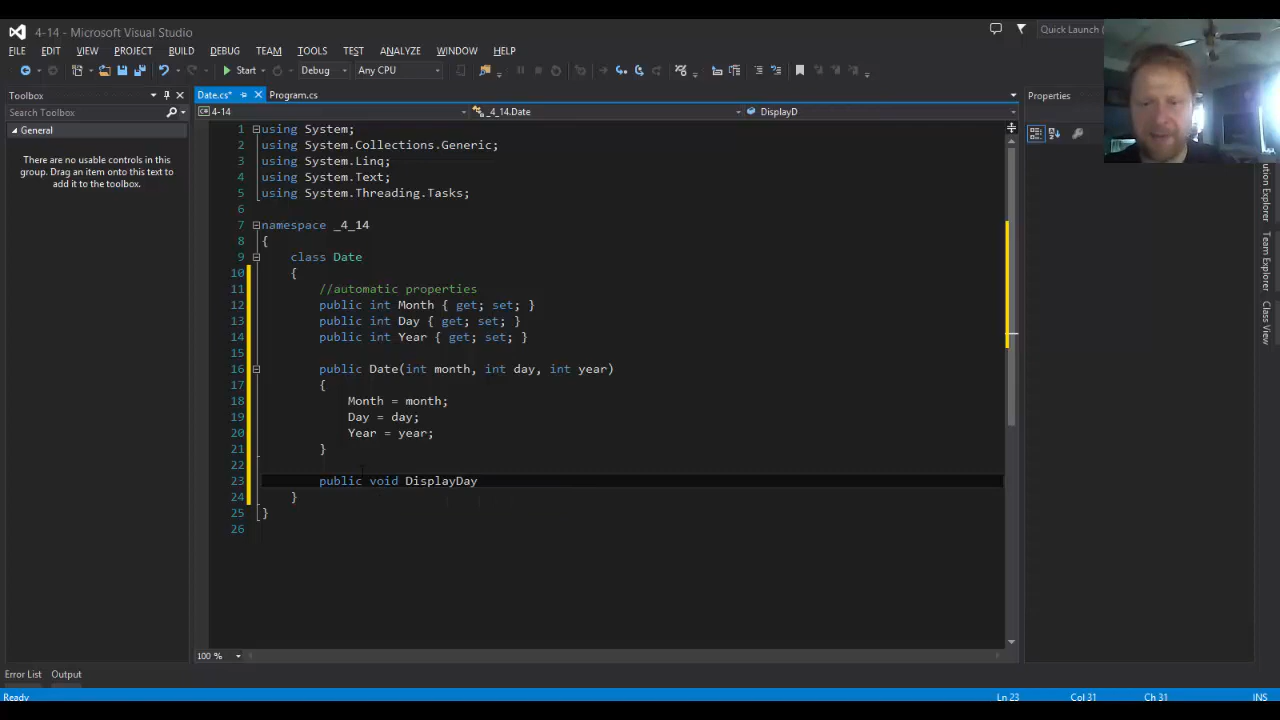 4-14 - Microsoft Visual Studio
Quick Launch (
FILE EDIT VIEW PROJECT BUILD DEBUG TEAM TOOLS TEST ANALYZE WINDOW HELP
Start Debug Any CPU
Toolbox
Date.cs* Program.cs
Properties
Search Toolbox
4-14 _4_14.Date DisplayD
General
There are no usable controls in this
group. Drag an item onto this text to
add it to the toolbox.
1 using System;
2 using System.Collections.Generic;
3 using System.Linq;
4 using System.Text;
5 using System.Threading.Tasks;
6
7 namespace _4_14
8 {
9 class Date
10 {
11 //automatic properties
12 public int Month { get; set; }
13 public int Day { get; set; }
14 public int Year { get; set; }
15
16 public Date(int month, int day, int year)
17 {
18 Month = month;
19 Day = day;
20 Year = year;
21 }
22
23 public void DisplayDay
24 }
25 }
26
100 %
Team Explorer
Class View
Error List Output
Ready Ln 23 Col 31 Ch 31 INS